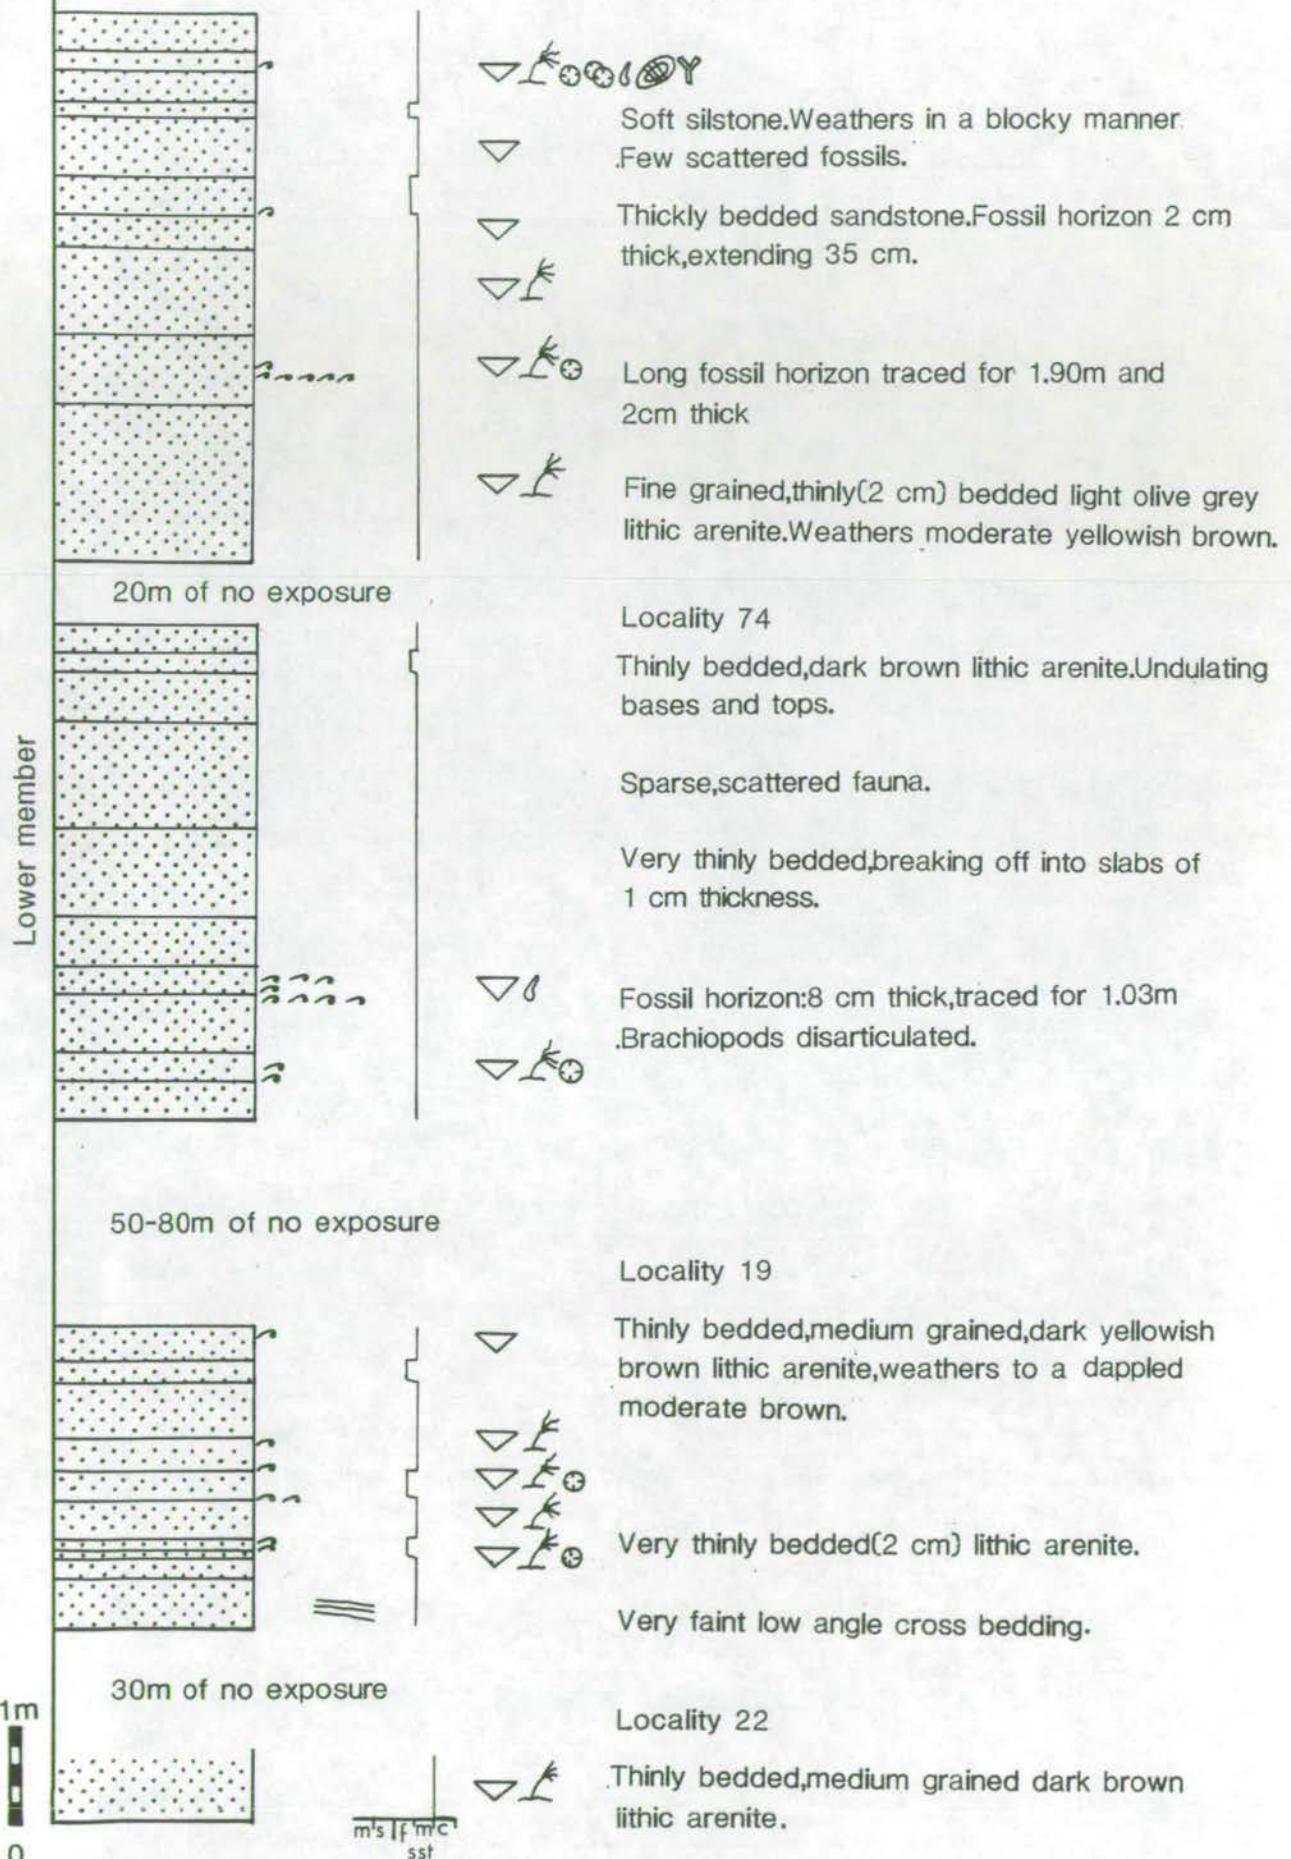 Soft silstone.Weathers in a blocky manner
.Few scattered fossils.
Thickly bedded sandstone.Fossil horizon 2 cm
thick,extending 35 cm.
Long fossil horizon traced for 1.90m and
2cm thick
Fine grained,thinly(2 cm) bedded light olive grey
lithic arenite.Weathers moderate yellowish brown.
20m of no exposure
Locality 74
Thinly bedded,dark brown lithic arenite.Undulating
bases and tops.
Sparse,scattered fauna.
Lower member
Very thinly bedded,breaking off into slabs of
1 cm thickness.
Fossil horizon:8 cm thick,traced for 1.03m
.Brachiopods disarticulated.
50-80m of no exposure
Locality 19
Thinly bedded,medium grained,dark yellowish
brown lithic arenite,weathers to a dappled
moderate brown.
Very thinly bedded(2 cm) lithic arenite.
Very faint low angle cross bedding.
30m of no exposure
1m
Locality 22
Thinly bedded,medium grained dark brown
lithic arenite.
m s f m c
sst
0